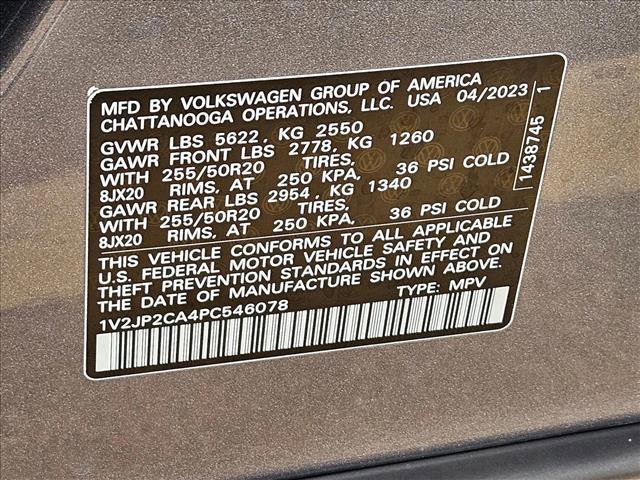 MFD BY VOLKSWAGEN GROUP OF AMERICA
CHATTANOOGA OPERATIONS, LLC. USA 04/2023
GVWR LBS 5622, KG 2550
GAWR FRONT LBS 2778, KG 1260
WITH 255/50R20 TIRES,
8JX20 RIMS, AT 250 KPA, 36 PSI COLD
GAWR REAR LBS 2954, KG 1340
WITH 255/50R20 TIRES,
8JX20 RIMS, AT 250 KPA, 36 PSI COLD
THIS VEHICLE CONFORMS TO ALL APPLICABLE
U.S. FEDERAL MOTOR VEHICLE SAFETY AND
THEFT PREVENTION STANDARDS IN EFFECT ON
THE DATE OF MANUFACTURE SHOWN ABOVE.
1V2JP2CA4PC546078 TYPE: MPV
1438745 1